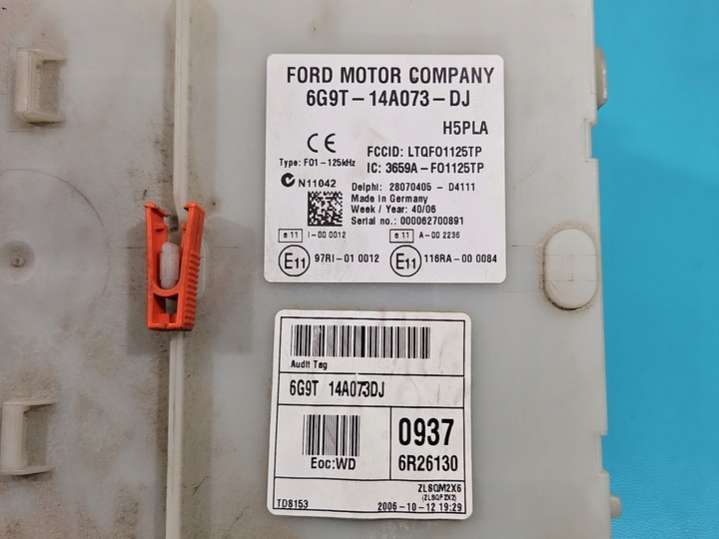 FORD MOTOR COMPANY
6G9T-14A073-DJ
H5PLA
CE
FCCID: LTQFO1125TP
Type: FO1-125kHz
IC: 3659A-FO1125TP
N11042
Delphi: 28070405 - D4111
Made in Germany
Week / Year: 40/06
Serial no.: 000062700891
e 11 I-00 0012
e 11 A-00 2236
E11 97RI-01 0012
E11 116RA-00 0084
Audit Tag
6G9T 14A073DJ
0937
Eoc:WD
6R26130
ZLSQM2X6
(ZLSQPZX2)
TD8153
2006-10-12 19:29